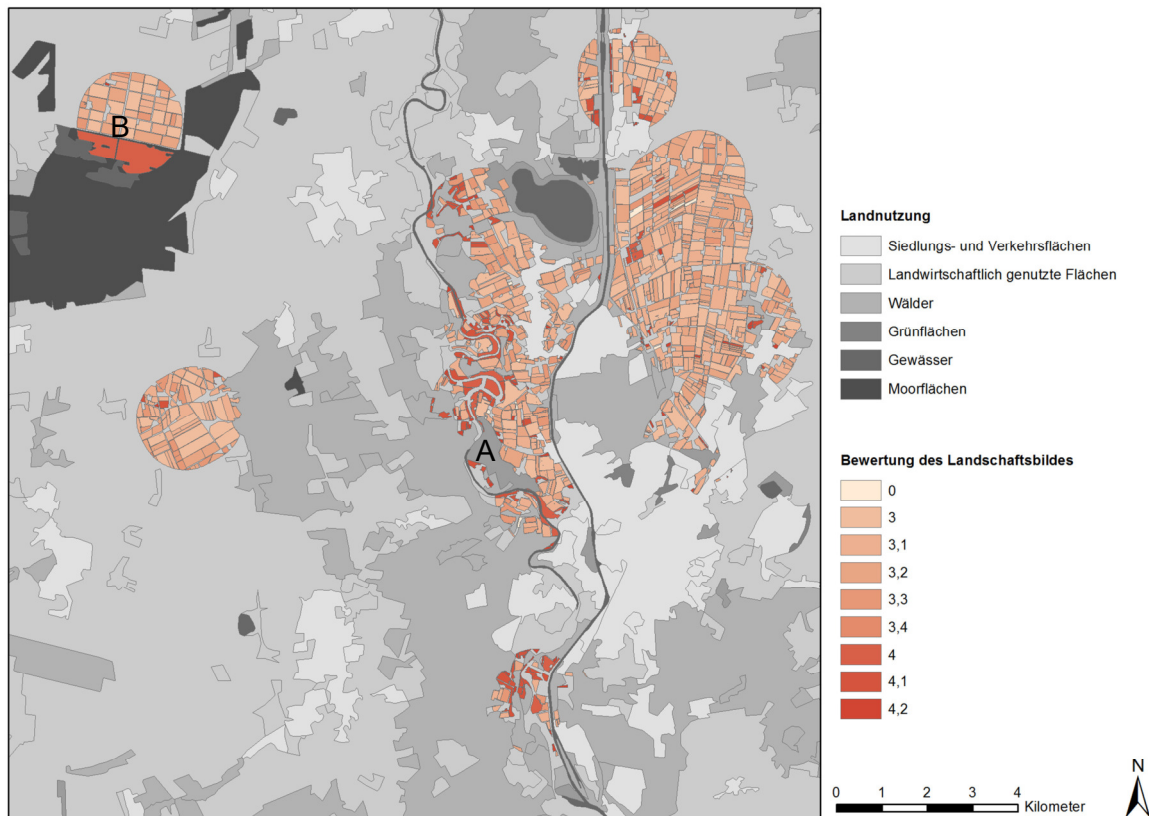 B
A
Landnutzung
Siedlungs- und Verkehrsflächen
Landwirtschaftlich genutzte Flächen
Wälder
Grünflächen
Gewässer
Moorflächen
Bewertung des Landschaftsbildes
0
3
3,1
3,2
3,3
3,4
4
4,1
4,2
N
0 1 2 3 4
Kilometer